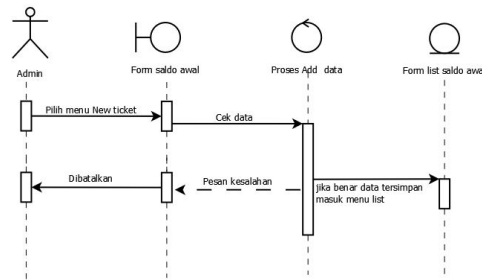 Admin
Form saldo awal
Proses Add data
Form list saldo awa
Pilih menu New ticket
Cek data
Dibatalkan
Pesan kesalahan
jika benar data tersimpan
masuk menu list